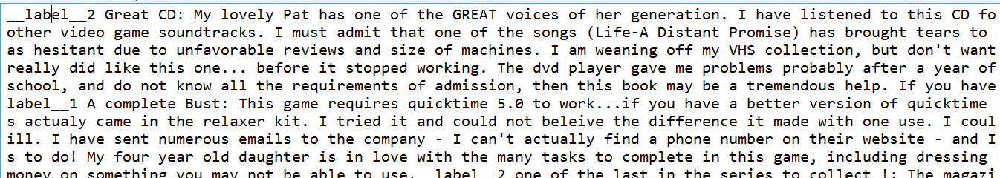 __label__2 Great CD: My lovely Pat has one of the GREAT voices of her generation. I have listened to this CD fo
other video game soundtracks. I must admit that one of the songs (Life-A Distant Promise) has brought tears to
as hesitant due to unfavorable reviews and size of machines. I am weaning off my VHS collection, but don't want
really did like this one... before it stopped working. The dvd player gave me problems probably after a year of
school, and do not know all the requirements of admission, then this book may be a tremendous help. If you have
label__1 A complete Bust: This game requires quicktime 5.0 to work...if you have a better version of quicktime
s actualy came in the relaxer kit. I tried it and could not beleive the difference it made with one use. I coul
ill. I have sent numerous emails to the company - I can't actually find a phone number on their website - and I
s to do! My four year old daughter is in love with the many tasks to complete in this game, including dressing
money on something you may not be able to use. __label__2 one of the last in the series to collect !: The magazi